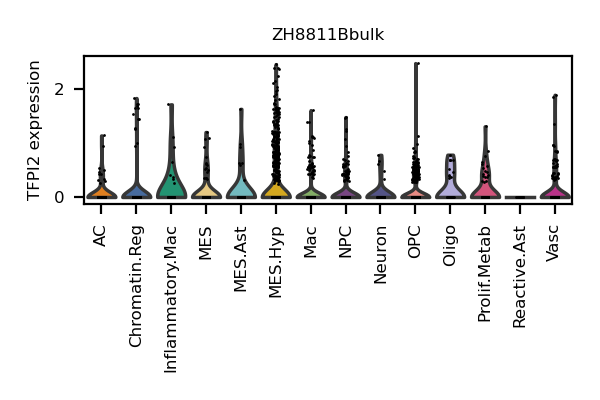 ZH8811Bbulk
TFPI2 expression
2
0
AC
Chromatin.Reg
Inflammatory.Mac
MES
MES.Ast
MES.Hyp
Mac
NPC
Neuron
OPC
Oligo
Prolif.Metab
Reactive.Ast
Vasc